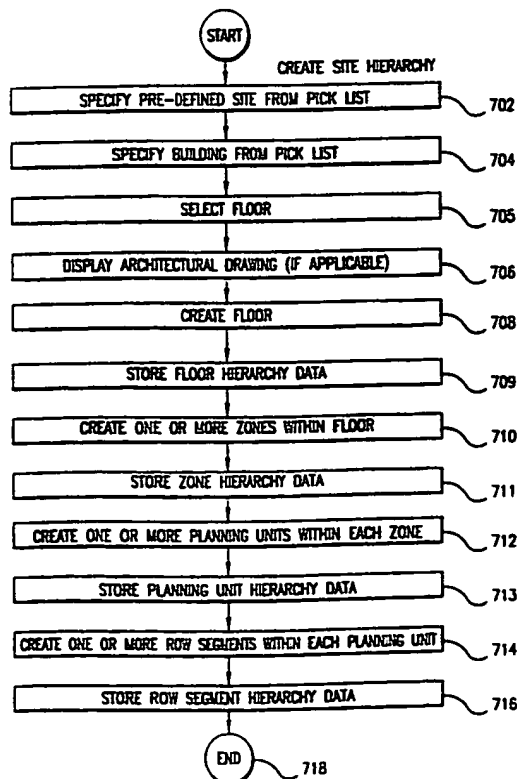 START
CREATE SITE HIERARCHY
SPECIFY PRE-DEFINED SITE FROM PICK LIST
702
SPECIFY BUILDING FROM PICK LIST
704
SELECT FLOOR
705
DISPLAY ARCHITECTURAL DRAWING (IF APPLICABLE)
706
CREATE FLOOR
708
STORE FLOOR HIERARCHY DATA
709
CREATE ONE OR MORE ZONES WITHIN FLOOR
710
STORE ZONE HIERARCHY DATA
711
CREATE ONE OR MORE PLANNING UNITS WITHIN EACH ZONE
712
STORE PLANNING UNIT HIERARCHY DATA
713
CREATE ONE OR MORE ROW SEGMENTS WITHIN EACH PLANNING UNIT
714
STORE ROW SEGMENT HIERARCHY DATA
716
END
718